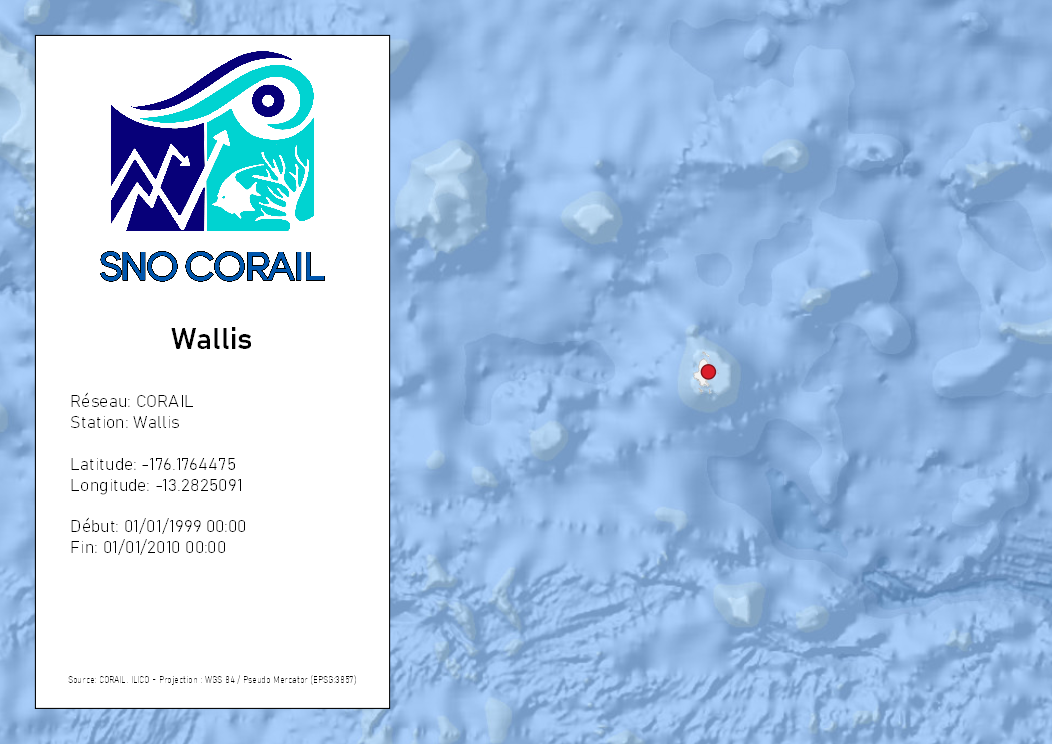 SNO CORAIL
Wallis
Réseau: CORAIL
Station: Wallis
Latitude: -176.1764475
Longitude: -13.2825091
Début: 01/01/1999 00:00
Fin: 01/01/2010 00:00
Source: CORAIL . ILICO - Projection : WGS 84 / Pseudo Mercator (EPSG:3857)